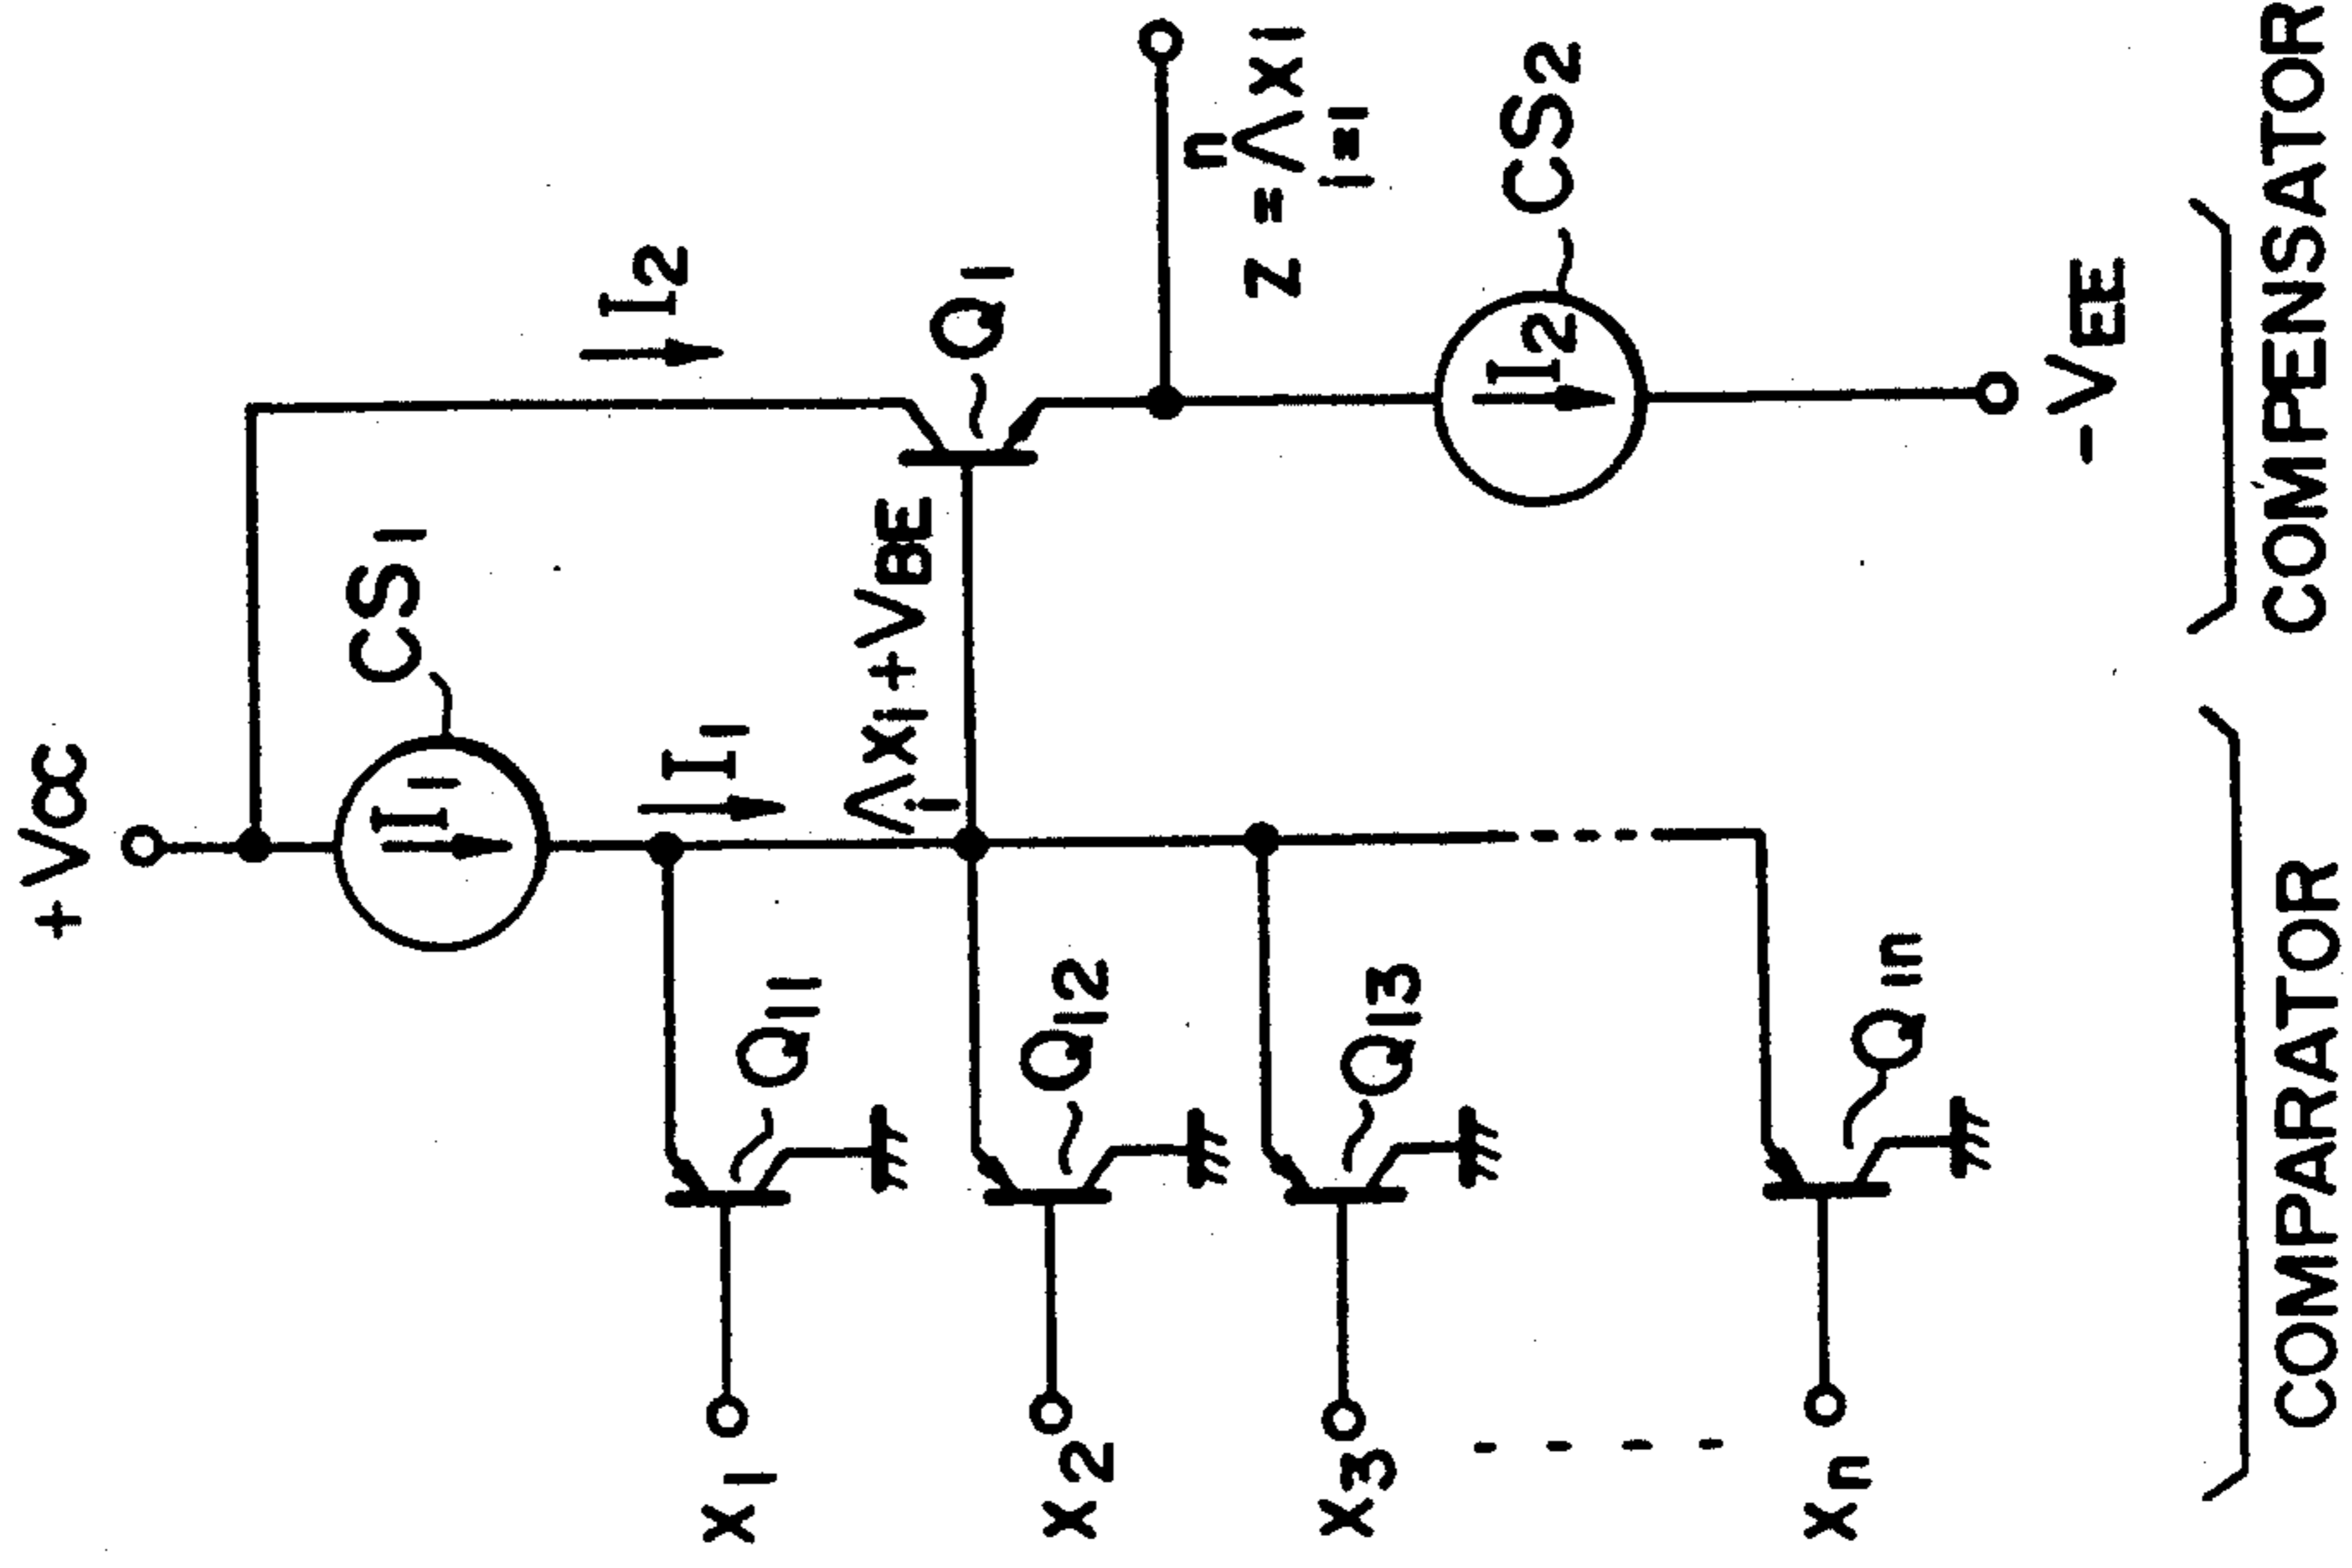 +VCC
CS1
I1
I1
I2
∧xi+VBE
i
Q1
n
z = ∧ xi
i=1
CS2
I2
-VEE
x1
Q11
x2
Q12
x3
Q13
xn
Q1n
COMPARATOR
COMPENSATOR